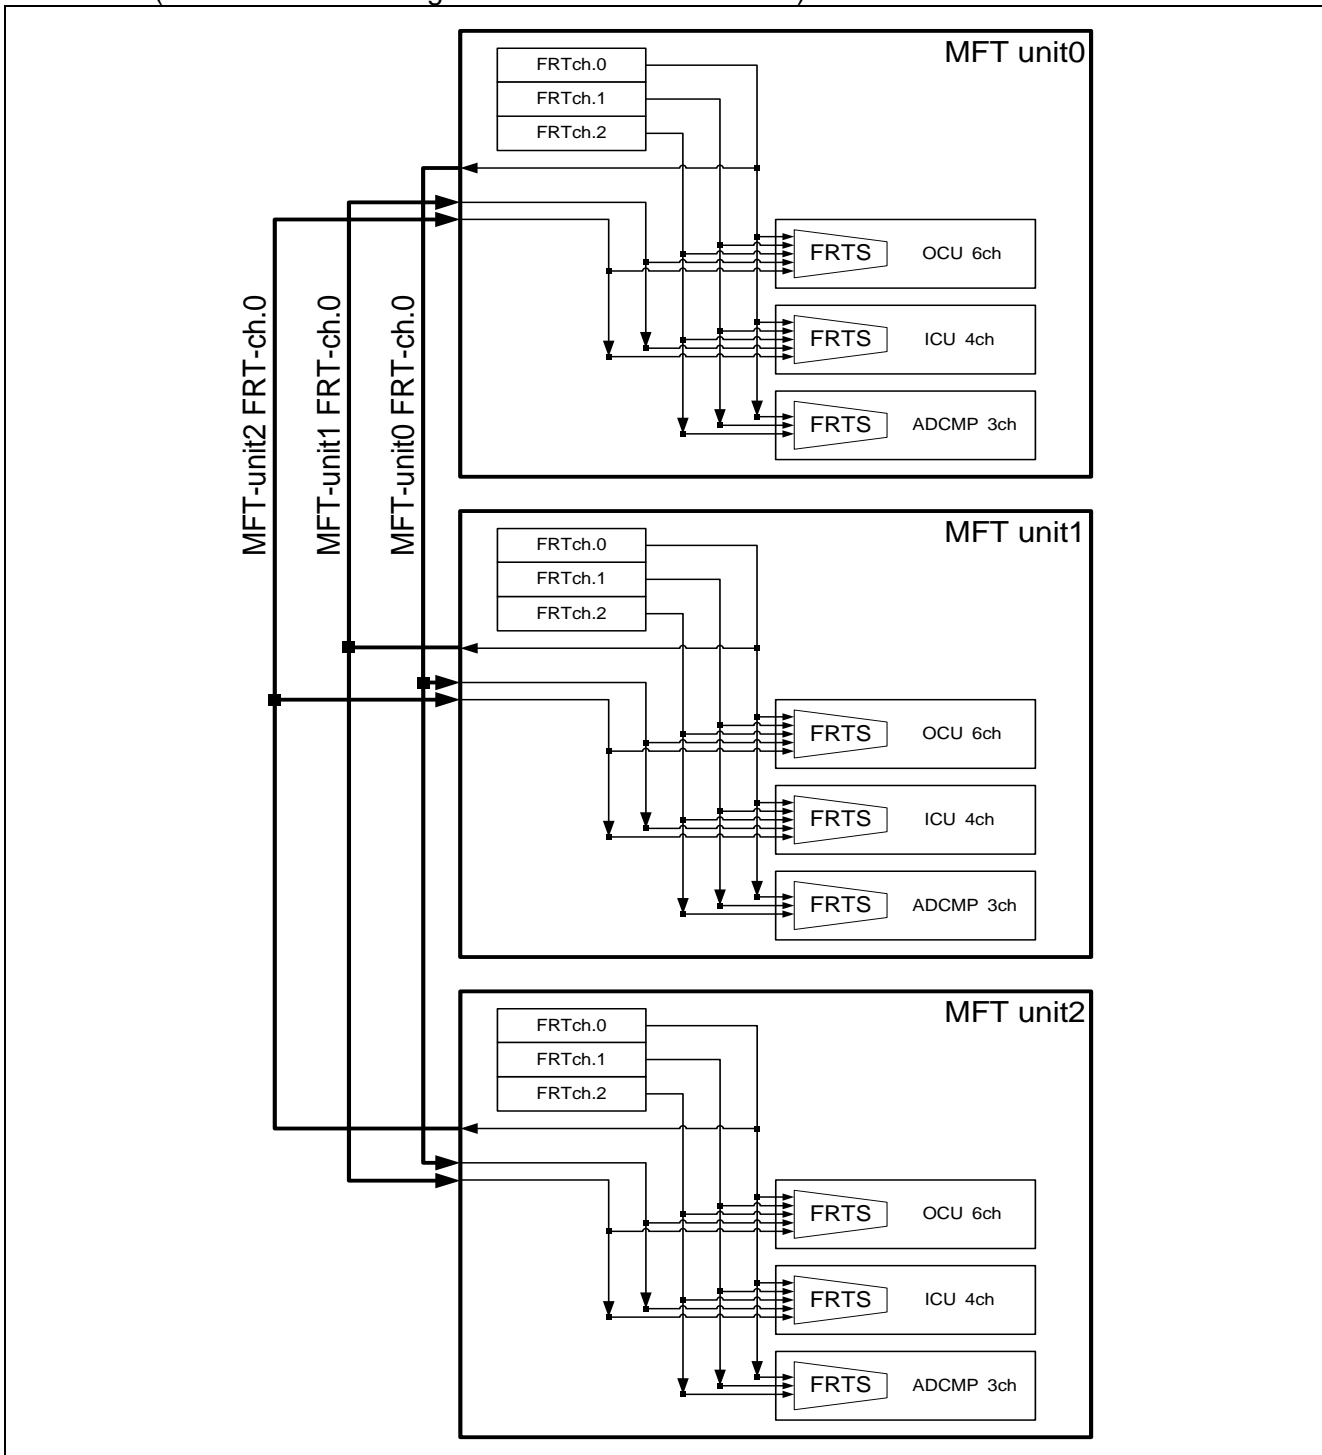 MFT unit0
FRTch.0
FRTch.1
FRTch.2
FRTS OCU 6ch
FRTS ICU 4ch
FRTS ADCMP 3ch
MFT-unit2 FRT-ch.0
MFT-unit1 FRT-ch.0
MFT-unit0 FRT-ch.0
MFT unit1
FRTch.0
FRTch.1
FRTch.2
FRTS OCU 6ch
FRTS ICU 4ch
FRTS ADCMP 3ch
MFT unit2
FRTch.0
FRTch.1
FRTch.2
FRTS OCU 6ch
FRTS ICU 4ch
FRTS ADCMP 3ch